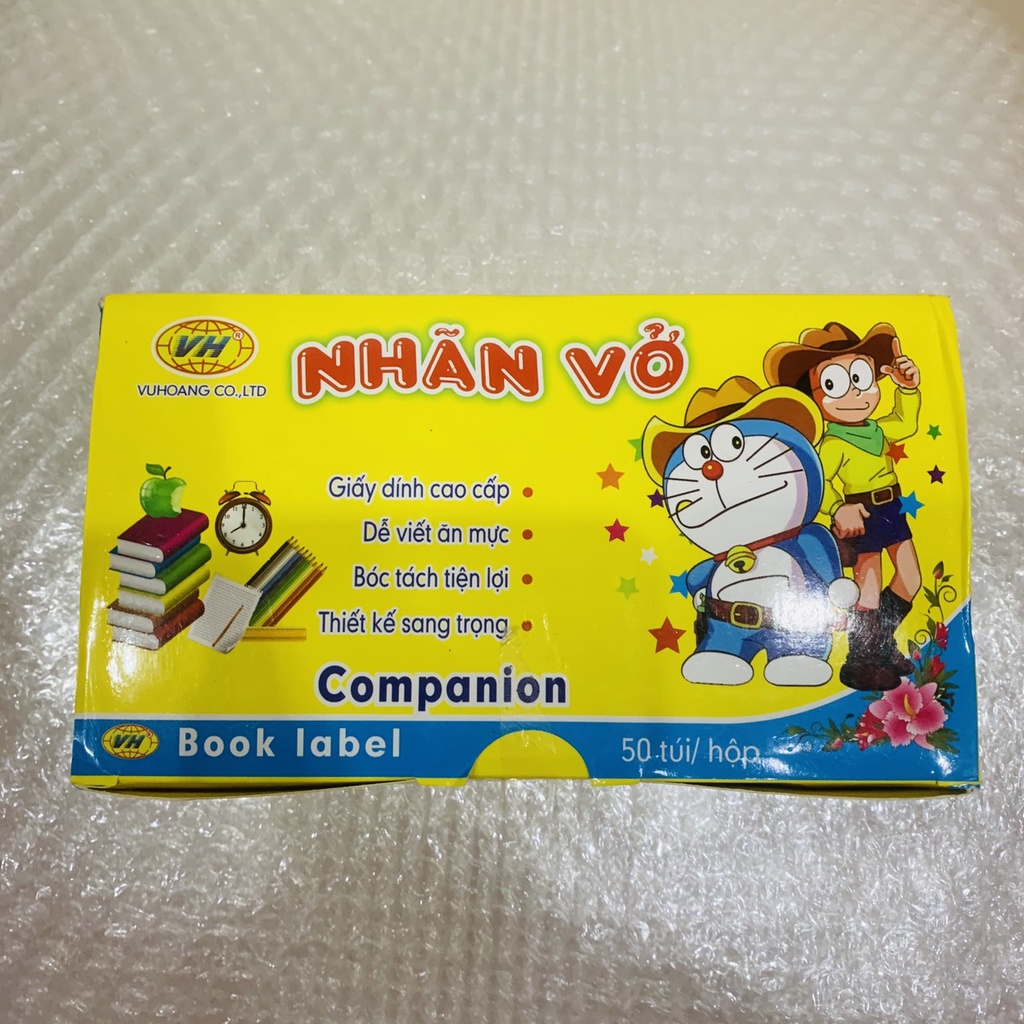 VH ®
VUHOANG CO.,LTD
NHÃN VỞ
Giấy dính cao cấp •
Dễ viết ăn mực •
Bóc tách tiện lợi •
Thiết kế sang trọng •
Companion
VH Book label
50 túi/ hộp